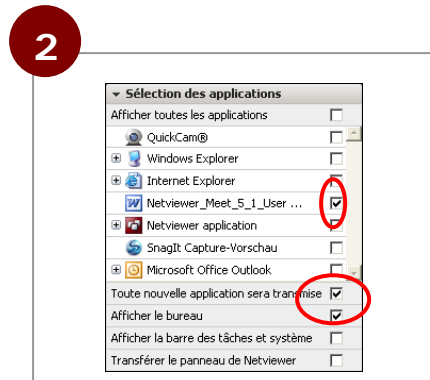 2
Sélection des applications
Afficher toutes les applications
QuickCam®
Windows Explorer
Internet Explorer
Netviewer_Meet_5_1_User ...
Netviewer application
SnagIt Capture-Vorschau
Microsoft Office Outlook
Toute nouvelle application sera transmise
Afficher le bureau
Afficher la barre des tâches et système
Transférer le panneau de Netviewer